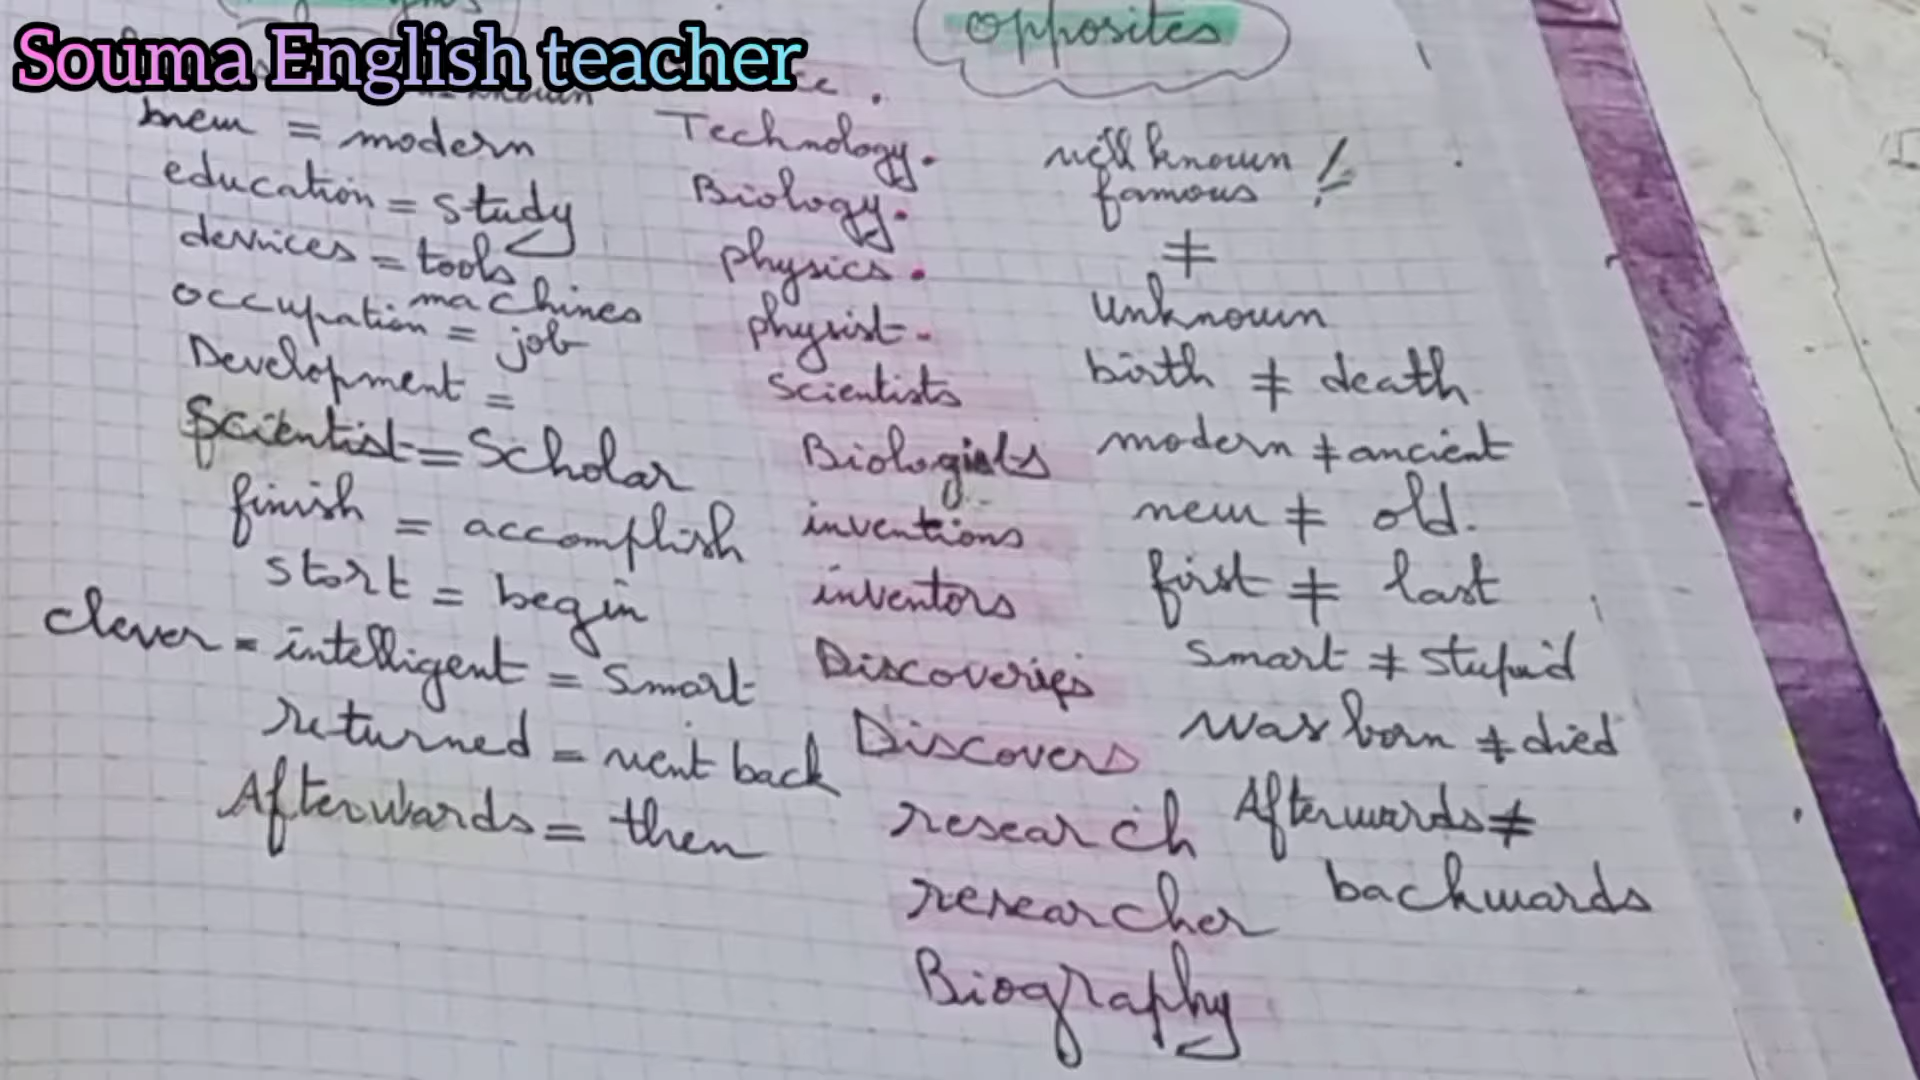 Souma English teacher
opposites
known
new = modern
education = study
devices = tools
machines
occupation = job
Development =
Scientist = Scholar
finish = accomplish
start = begin
clever = intelligent = smart
returned = went back
Afterwards = then
Technology.
Biology.
physics.
physist.
scientists
Biologists
inventions
inventors
Discoveries
Discovers
research
researcher
Biography
well known
famous
≠
unknown
birth ≠ death
modern ≠ ancient
new ≠ old.
first ≠ last
smart ≠ stupid
was born ≠ died
Afterwards ≠
backwards